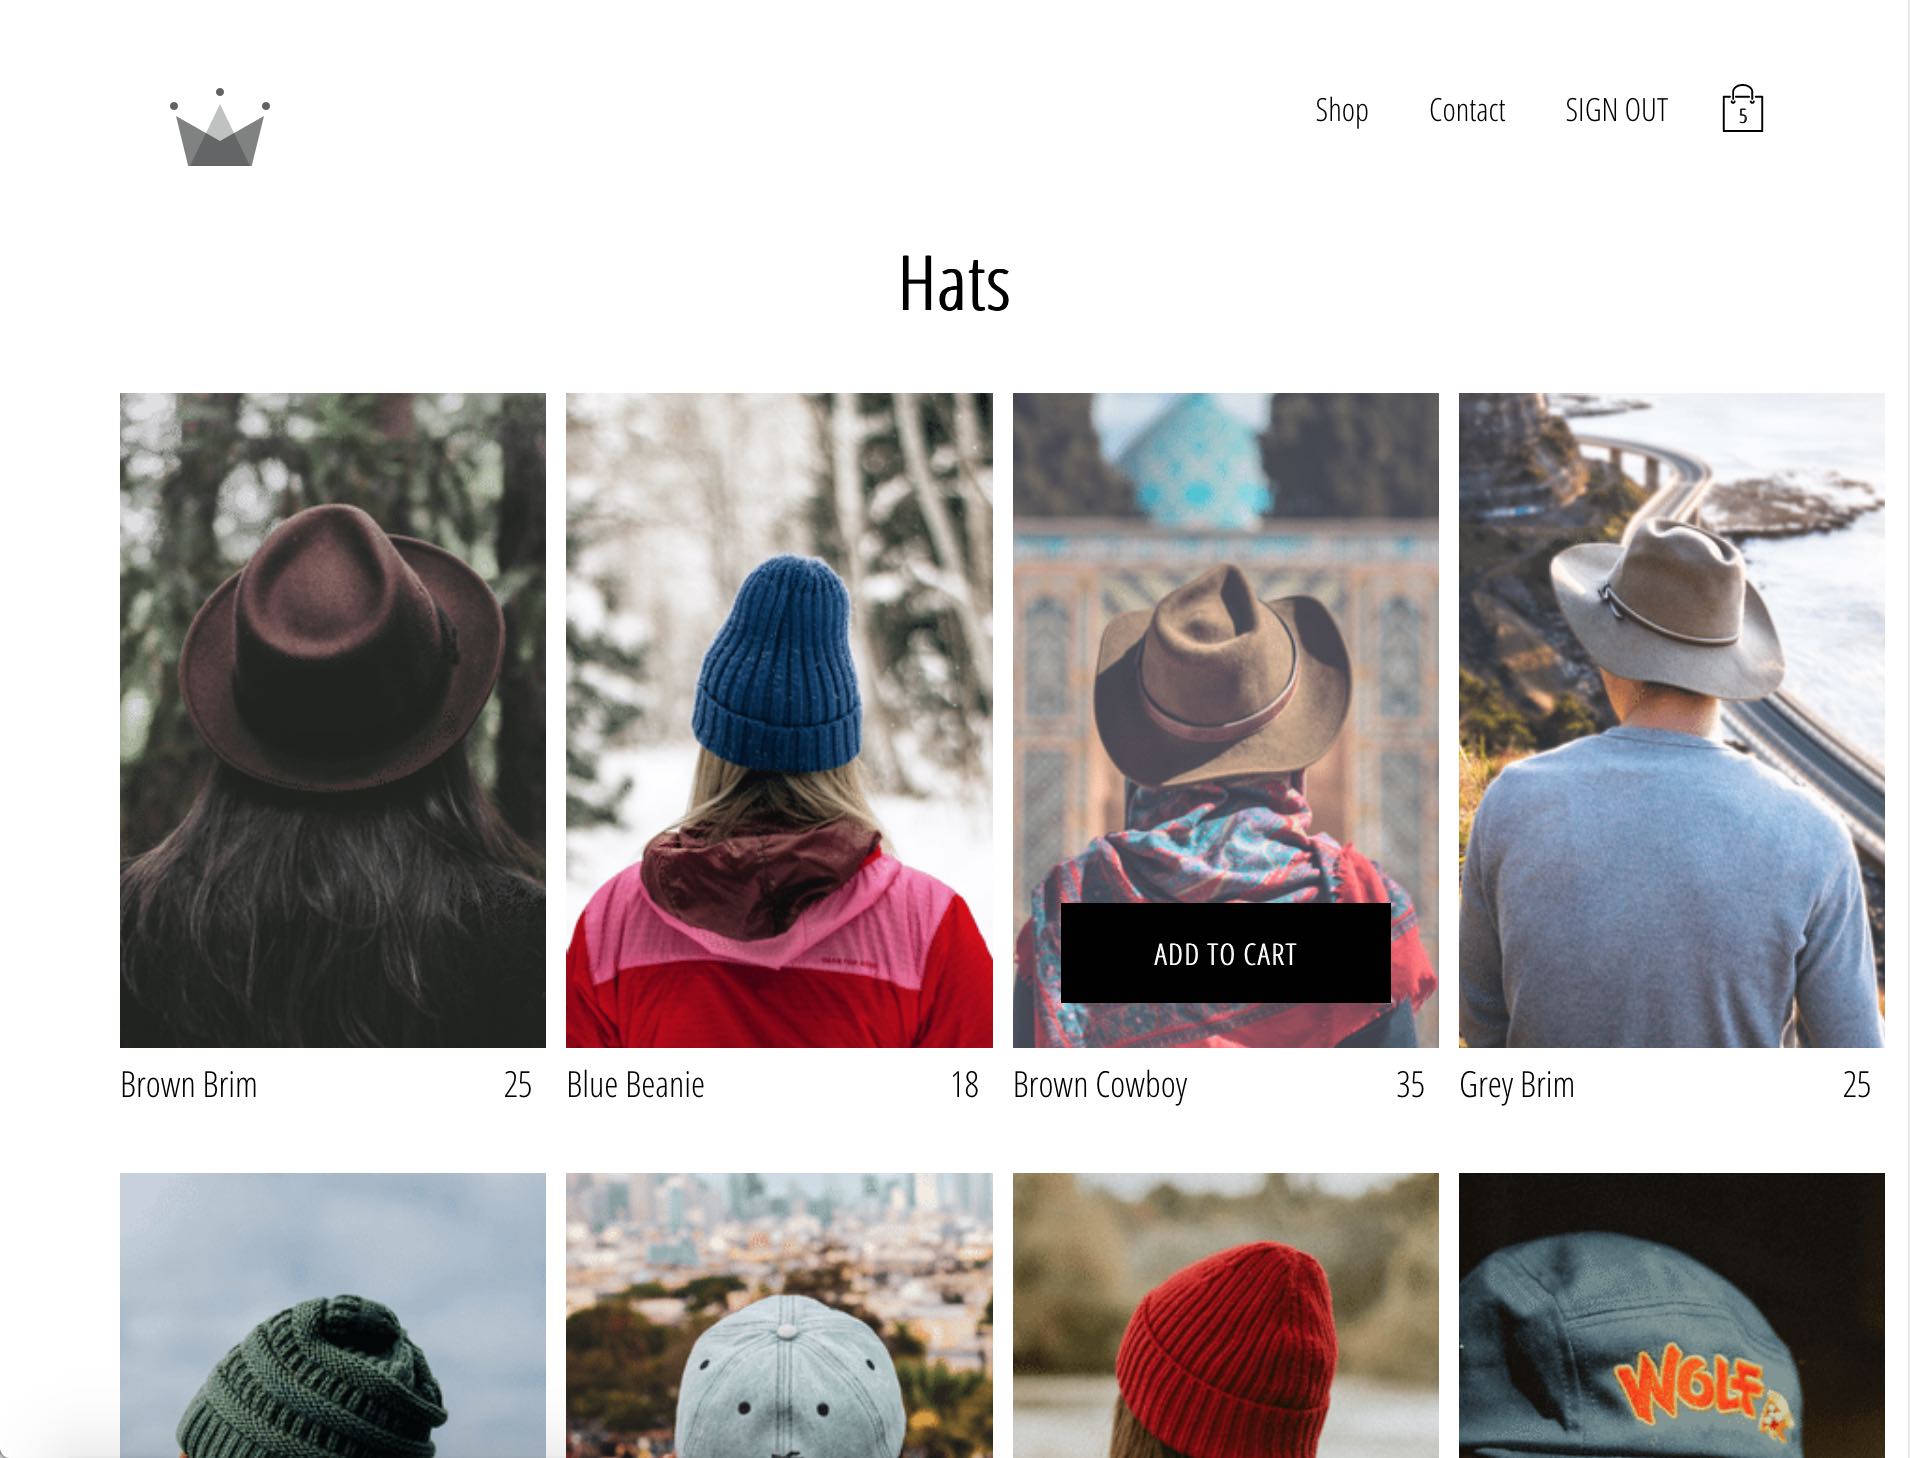 Shop Contact SIGN OUT 5
Hats
ADD TO CART
Brown Brim 25 Blue Beanie 18 Brown Cowboy 35 Grey Brim 25
WOLF